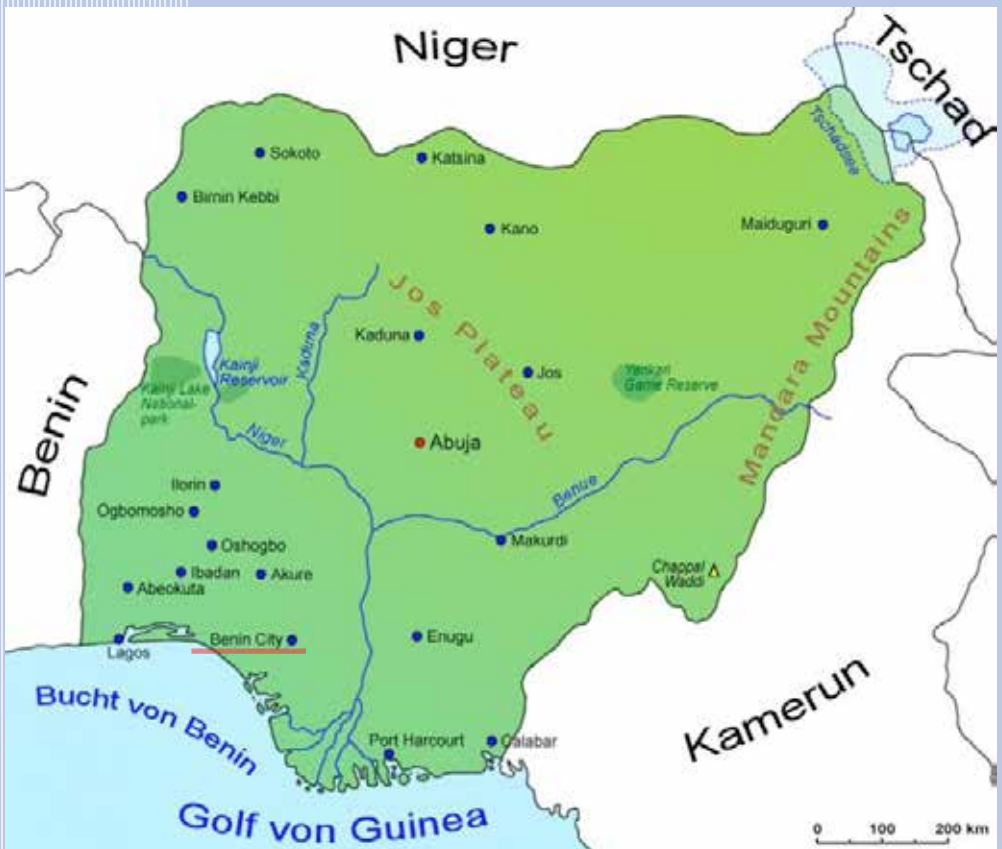 Niger
Tschad
Tschadsee
Sokoto
Katsina
Birnin Kebbi
Kano
Maiduguri
Mandara Mountains
Jos Plateau
Kaduna
Kaduna
Kainji
Reservoir
Jos
Yankari
Game Reserve
Kainji Lake
National-
park
Benin
Niger
Abuja
Ilorin
Benue
Ogbomosho
Oshogbo
Makurdi
Ibadan
Akure
Chappal
Waddi
Abeokuta
Benin City
Enugu
Lagos
Kamerun
Bucht von Benin
Port Harcourt
Calabar
Golf von Guinea
0 100 200 km